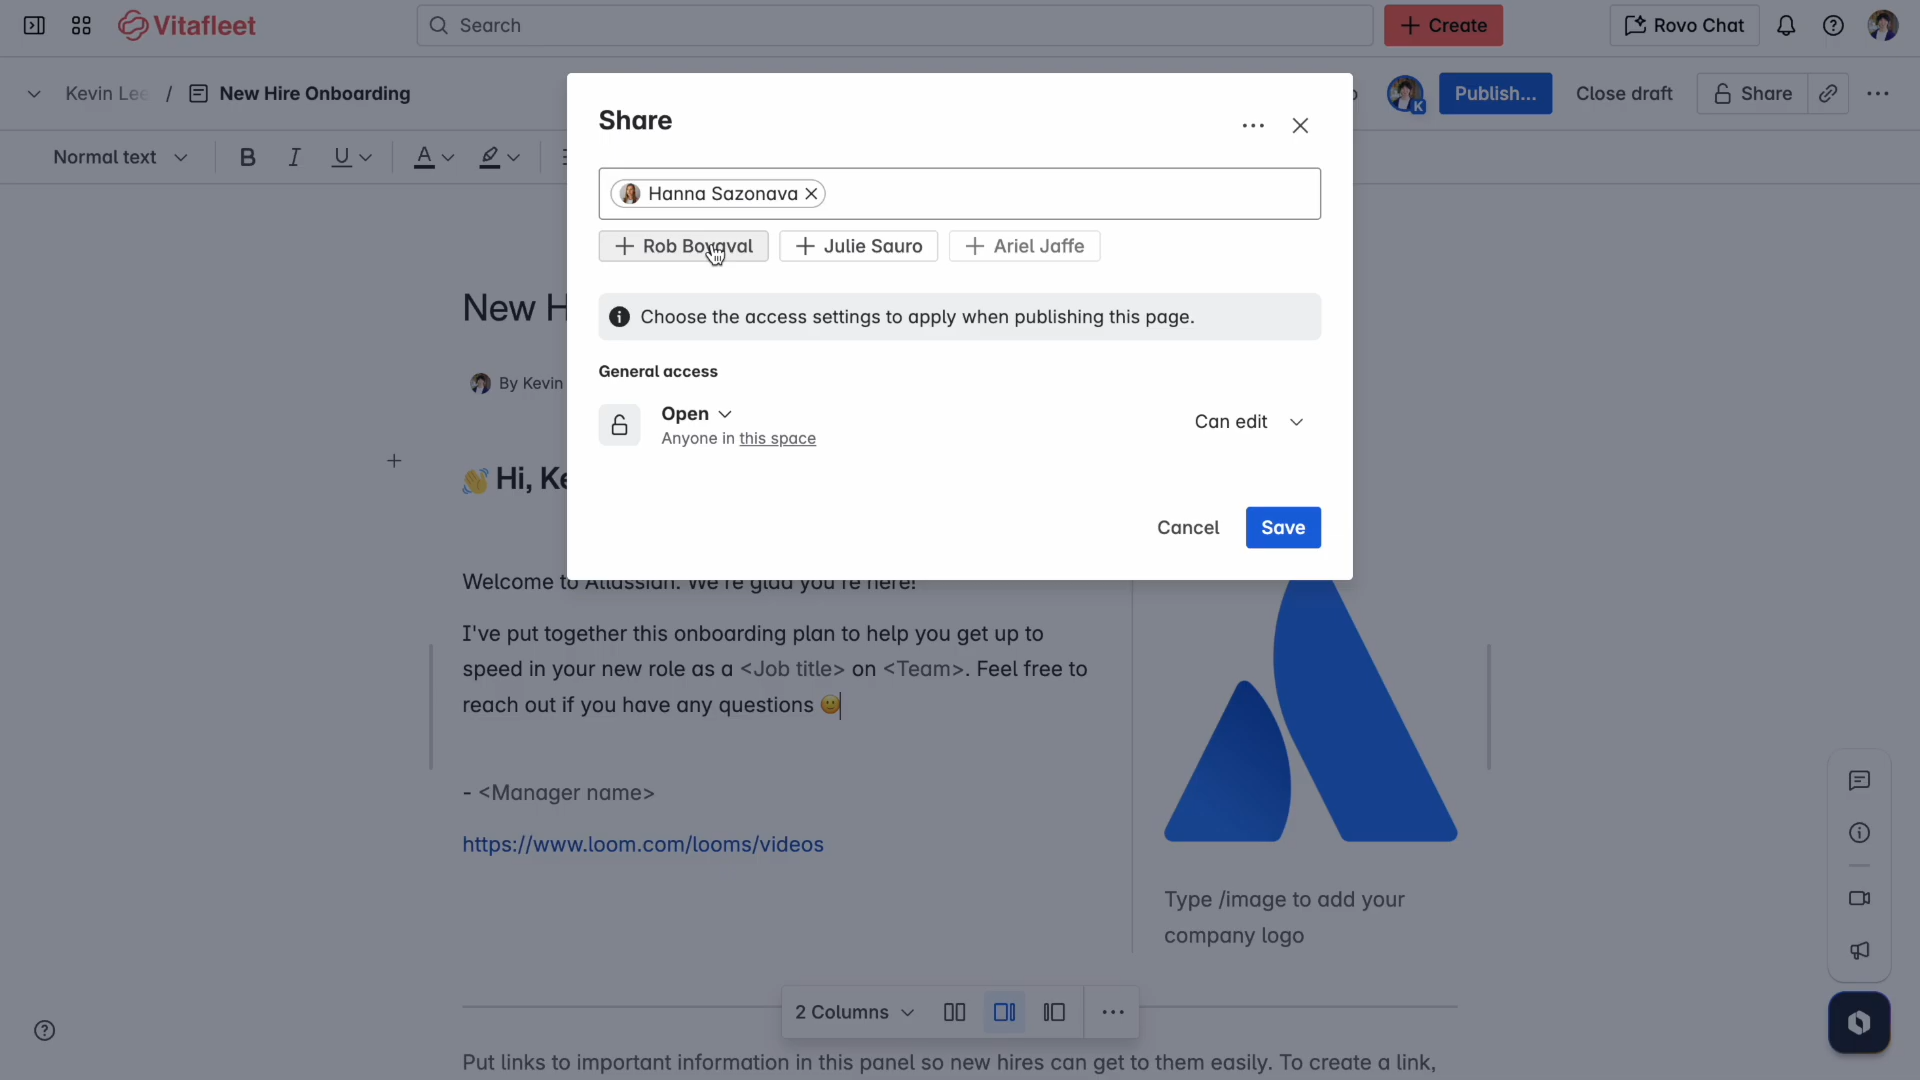 Vitafleet
Search
Create
Rovo Chat
Kevin Lee / New Hire Onboarding
K
Publish...
Close draft
Share
Normal text
B I U A
Share
Hanna Sazonava
Rob
Julie Sauro
Ariel Jaffe
Choose the access settings to apply when publishing this page.
General access
Open
Can edit
Anyone in this space
Cancel
Save
New H
By Kevin
👋 Hi, Ke
Welcome to Atlassian. We're glad you're here!
I've put together this onboarding plan to help you get up to
speed in your new role as a <Job title> on <Team>. Feel free to
reach out if you have any questions 🙂
- <Manager name>
https://www.loom.com/looms/videos
Type /image to add your
company logo
2 Columns
Put links to important information in this panel so new hires can get to them easily. To create a link,